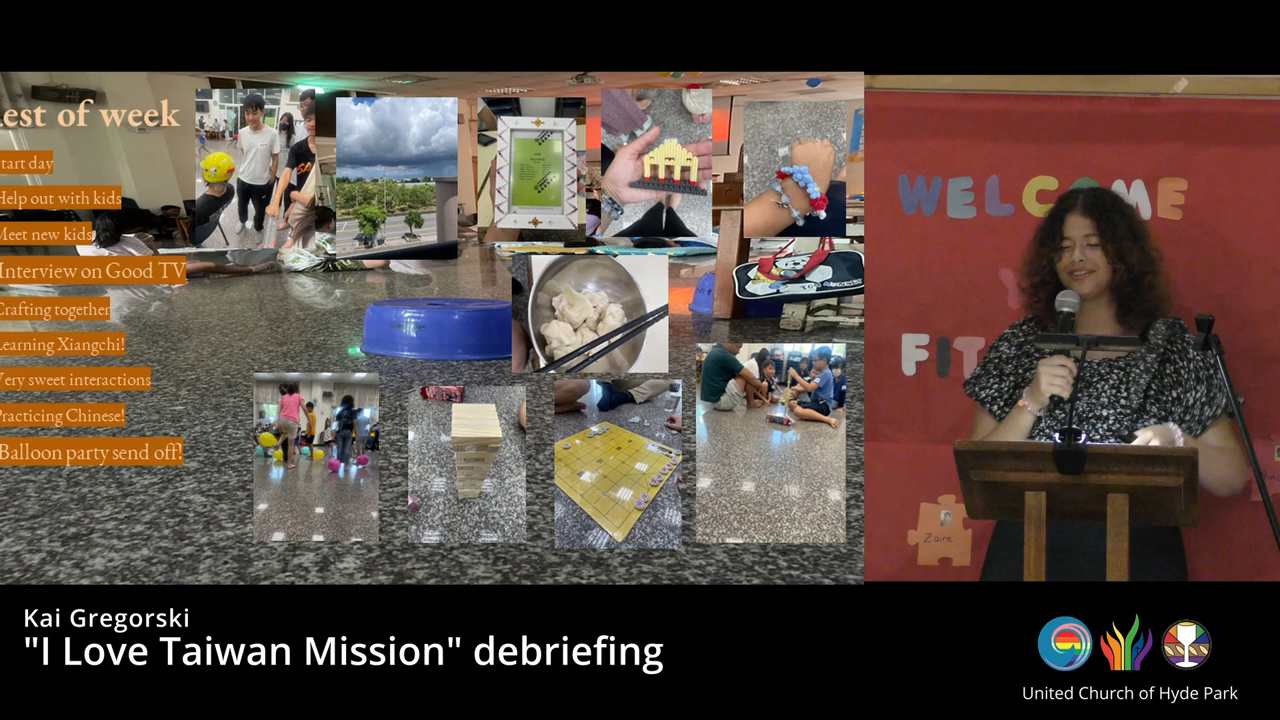 est of week
tart day
Help out with kids
Meet new kids
Interview on Good TV
Crafting together
Learning Xiangchi!
Very sweet interactions
Practicing Chinese!
Balloon party send off!
WELCOME
FIT
Zaire
Kai Gregorski
"I Love Taiwan Mission" debriefing
United Church of Hyde Park